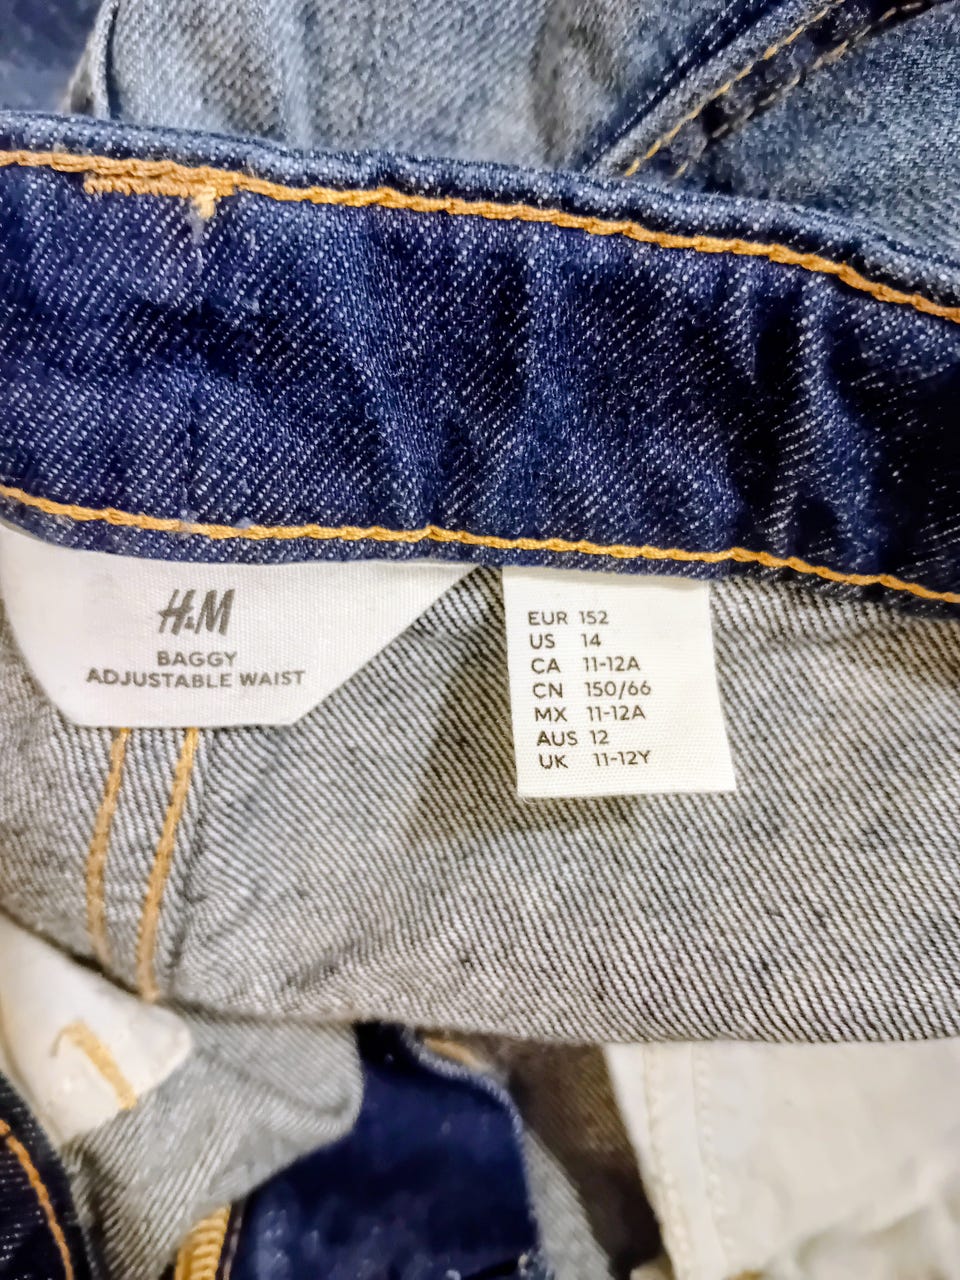 H&M
BAGGY
ADJUSTABLE WAIST
EUR 152
US 14
CA 11-12A
CN 150/66
MX 11-12A
AUS 12
UK 11-12Y